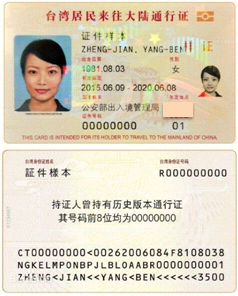 台湾居民来往大陆通行证
证件样本
ZHENG-JIAN, YANG-BEN
1981.08.03 女
2015.06.09 - 2020.06.08
公安部出入境管理局
00000000 01
THIS CARD IS INTENDED FOR ITS HOLDER TO TRAVEL TO THE MAINLAND OF CHINA
証件樣本 R000000000
持证人曾持有历史版本通行证
其号码前8位均为00000000
CT00000000<00262006084F8108038
NGKELMPONBPJLBLOAABR0000000001
ZHENG<JIAN<<YANG<BEN<<<<<<3500